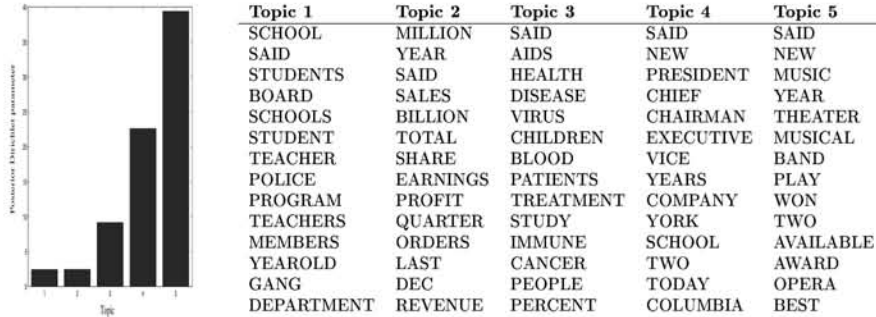 Posterior Dirichlet parameter
Topic
Topic 1 Topic 2 Topic 3 Topic 4 Topic 5
SCHOOL MILLION SAID SAID SAID
SAID YEAR AIDS NEW NEW
STUDENTS SAID HEALTH PRESIDENT MUSIC
BOARD SALES DISEASE CHIEF YEAR
SCHOOLS BILLION VIRUS CHAIRMAN THEATER
STUDENT TOTAL CHILDREN EXECUTIVE MUSICAL
TEACHER SHARE BLOOD VICE BAND
POLICE EARNINGS PATIENTS YEARS PLAY
PROGRAM PROFIT TREATMENT COMPANY WON
TEACHERS QUARTER STUDY YORK TWO
MEMBERS ORDERS IMMUNE SCHOOL AVAILABLE
YEAROLD LAST CANCER TWO AWARD
GANG DEC PEOPLE TODAY OPERA
DEPARTMENT REVENUE PERCENT COLUMBIA BEST